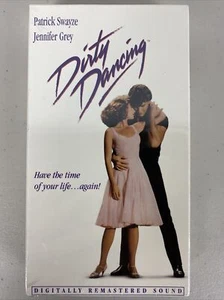 Patrick Swayze
Jennifer Grey
Dirty
Dancing
Have the time
of your life...again!
DIGITALLY REMASTERED SOUND